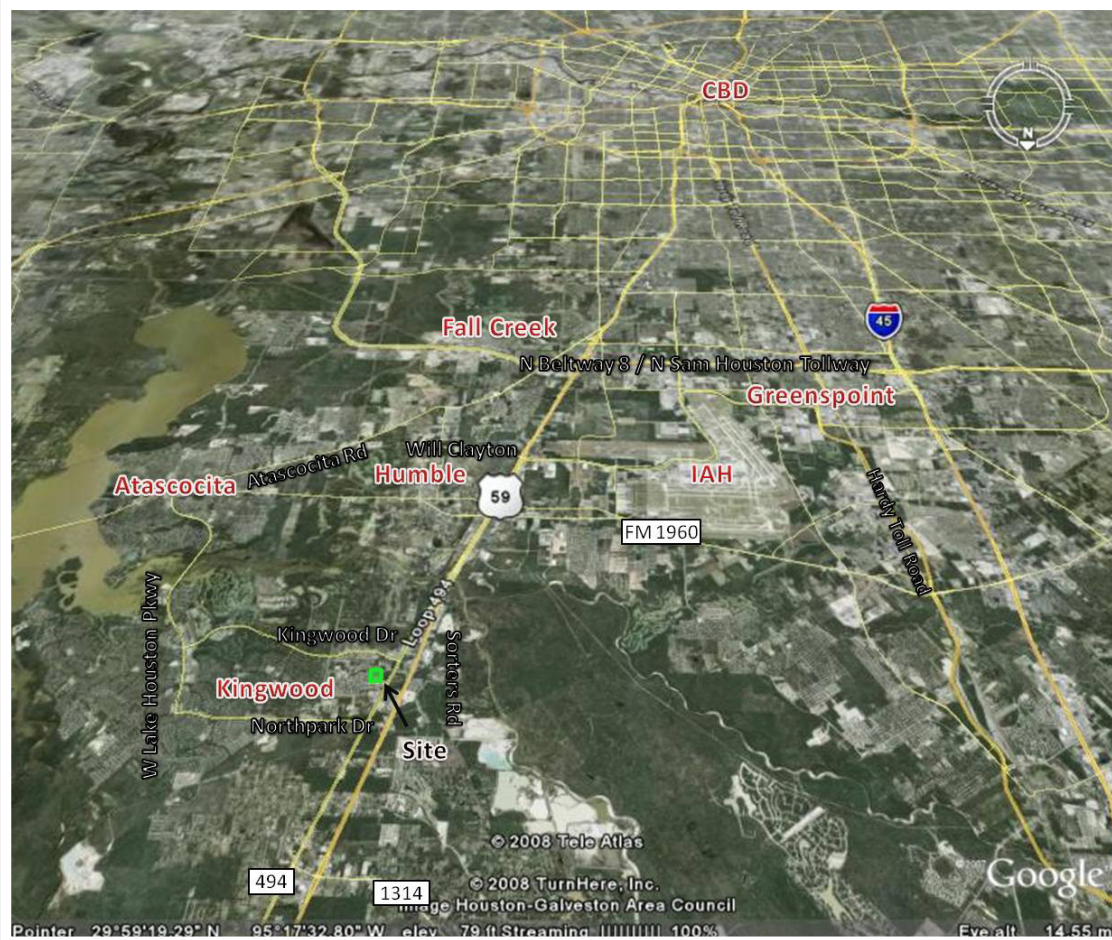 CBD
N
45
Fall Creek
N Beltway 8 / N Sam Houston Tollway
Greenspoint
Will Clayton
Atascocita Rd
Humble
IAH
Atascocita
59
FM 1960
Hardy Toll Road
W Lake Houston Pkwy
Loop 494
Kingwood Dr
Sorters Rd
Kingwood
Northpark Dr
Site
© 2008 Tele Atlas
494
1314
© 2008 TurnHere, Inc.
© 2007 Google
Image Houston-Galveston Area Council
Pointer 29°59'19.29" N 95°17'32.80" W elev 79 ft Streaming |||||||||| 100% Eye alt 14.55 m